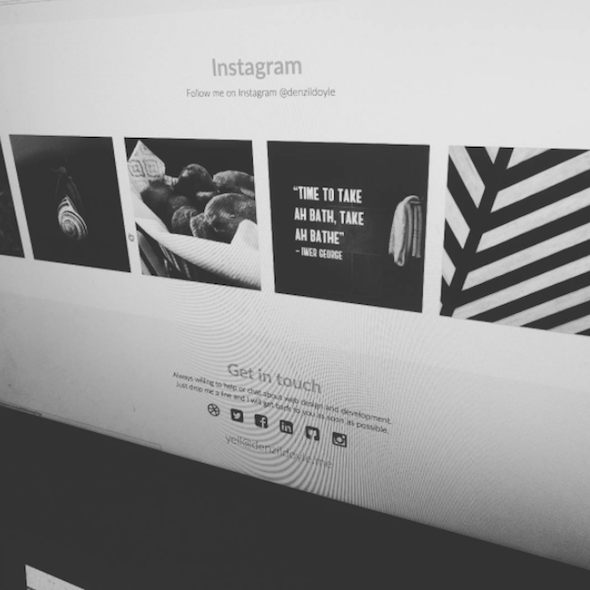 Instagram
Follow me on Instagram @denzildoyle
"TIME TO TAKE
AH BATH, TAKE
AH BATHE"
- IWER GEORGE
Get in touch
Always willing to help or chat about web design and development.
Just drop me a line and I will get back to you as soon as possible.
yell@denzildoyle.me